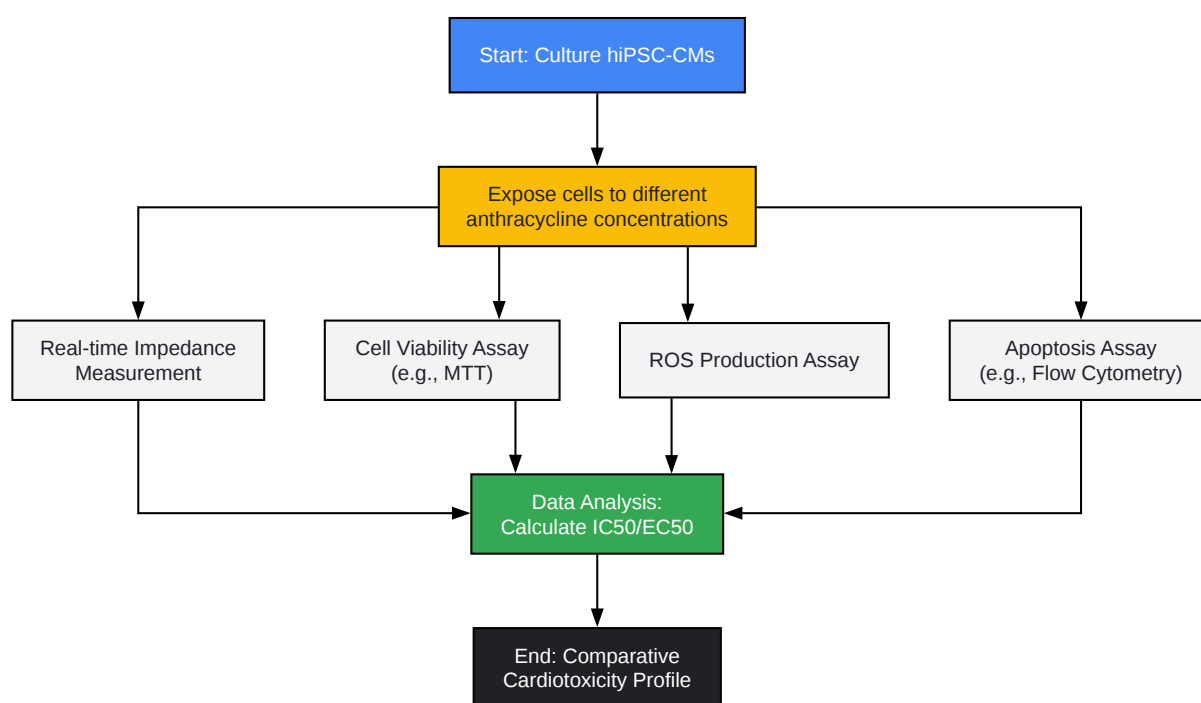 Start: Culture hiPSC-CMs
Expose cells to different
anthracycline concentrations
Real-time Impedance
Measurement
Cell Viability Assay
(e.g., MTT)
ROS Production Assay
Apoptosis Assay
(e.g., Flow Cytometry)
Data Analysis:
Calculate IC50/EC50
End: Comparative
Cardiotoxicity Profile